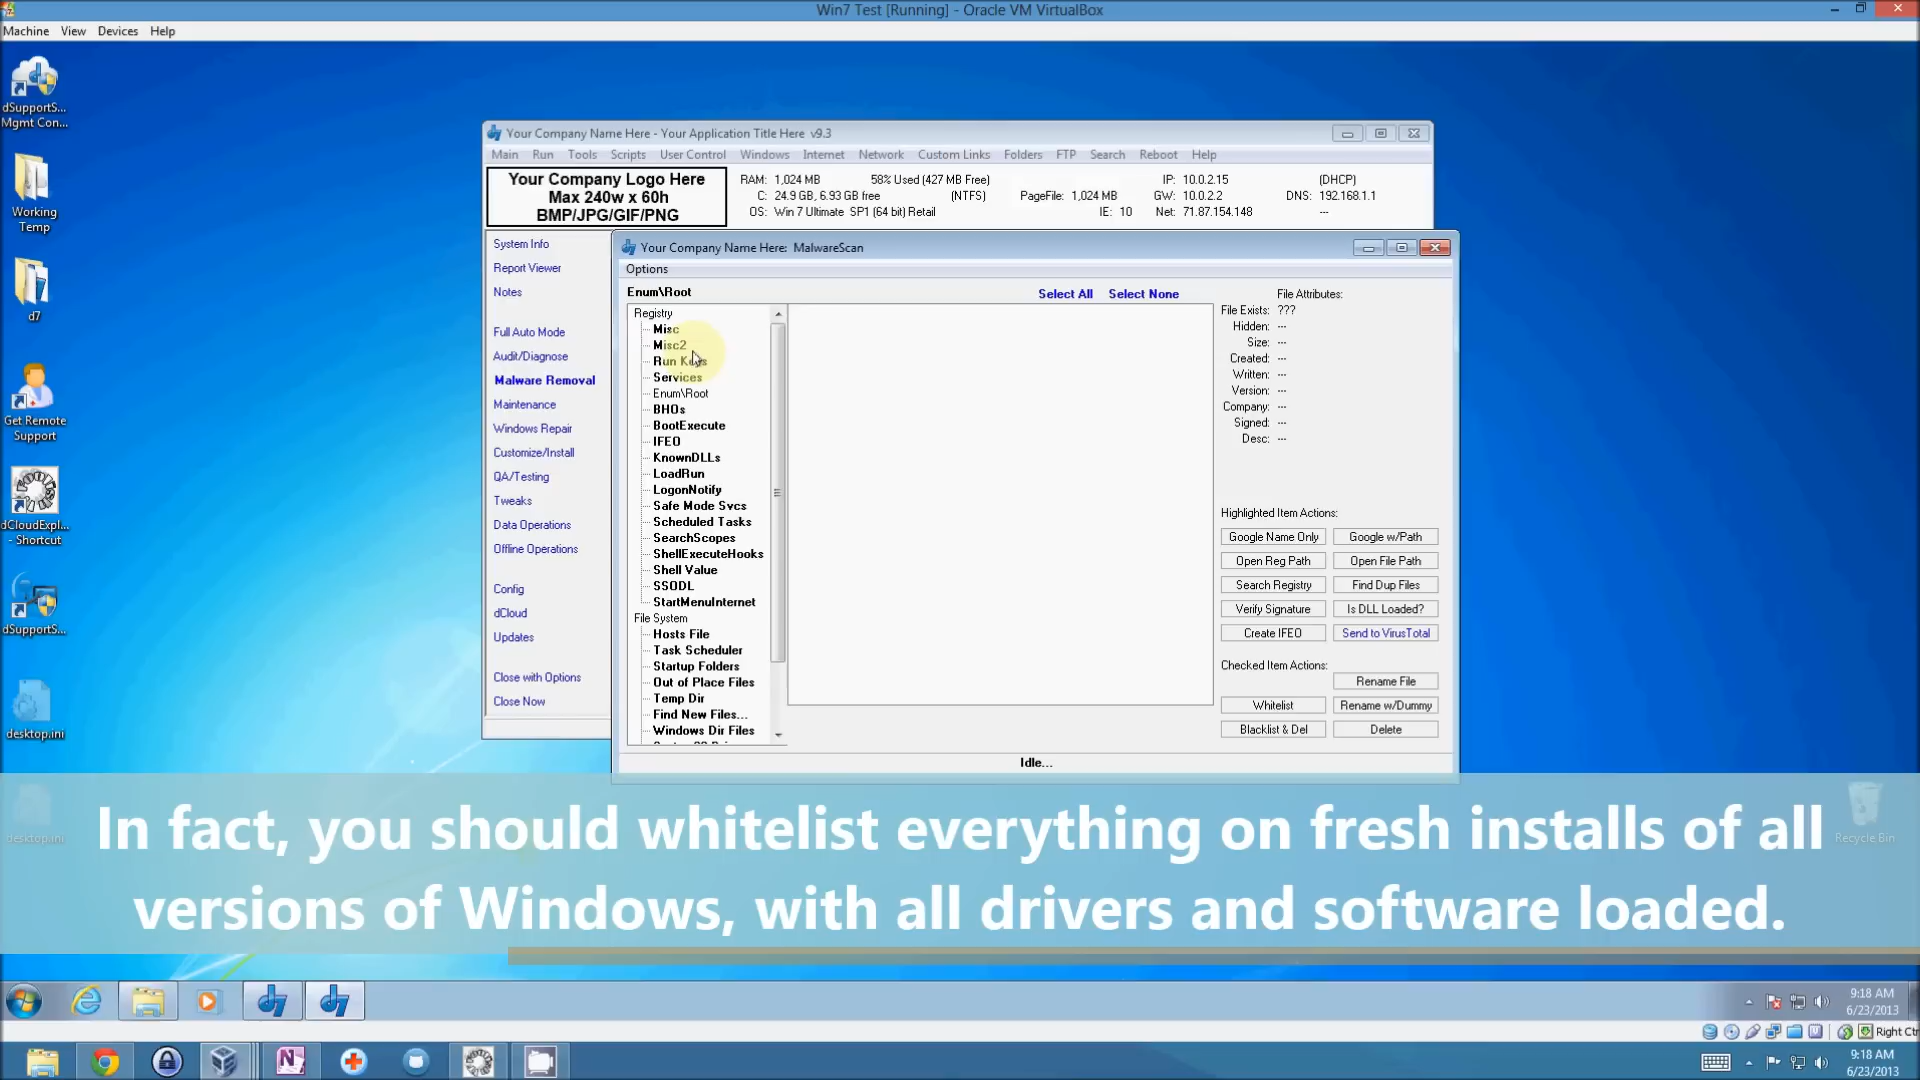 Win7 Test [Running] - Oracle VM VirtualBox
Machine View Devices Help
dSupportS...
Mgmt Con...
Working
Temp
d7
Get Remote
Support
dCloudExpl...
- Shortcut
dSupportS...
desktop.ini
desktop.ini
Recycle Bin
Your Company Name Here - Your Application Title Here v9.3
Main Run Tools Scripts User Control Windows Internet Network Custom Links Folders FTP Search Reboot Help
Your Company Logo Here
Max 240w x 60h
BMP/JPG/GIF/PNG
RAM: 1,024 MB 58% Used (427 MB Free) IP: 10.0.2.15 (DHCP)
C: 24.9 GB, 6.93 GB free (NTFS) PageFile: 1,024 MB GW: 10.0.2.2 DNS: 192.168.1.1
OS: Win 7 Ultimate SP1 (64 bit) Retail IE: 10 Net: 71.87.154.148 ---
System Info
Report Viewer
Notes
Full Auto Mode
Audit/Diagnose
Malware Removal
Maintenance
Windows Repair
Customize/Install
QA/Testing
Tweaks
Data Operations
Offline Operations
Config
dCloud
Updates
Close with Options
Close Now
Your Company Name Here: MalwareScan
Options
Enum\Root
Select All Select None
Registry
Misc
Misc2
Run Keys
Services
Enum\Root
BHOs
BootExecute
IFEO
KnownDLLs
LoadRun
LogonNotify
Safe Mode Svcs
Scheduled Tasks
SearchScopes
ShellExecuteHooks
Shell Value
SSODL
StartMenuInternet
File System
Hosts File
Task Scheduler
Startup Folders
Out of Place Files
Temp Dir
Find New Files...
Windows Dir Files
File Attributes:
File Exists: ???
Hidden: ---
Size: ---
Created: ---
Written: ---
Version: ---
Company: ---
Signed: ---
Desc: ---
Highlighted Item Actions:
Google Name Only Google w/Path
Open Reg Path Open File Path
Search Registry Find Dup Files
Verify Signature Is DLL Loaded?
Create IFEO Send to VirusTotal
Checked Item Actions:
Rename File
Whitelist Rename w/Dummy
Blacklist & Del Delete
Idle...
In fact, you should whitelist everything on fresh installs of all
versions of Windows, with all drivers and software loaded.
9:18 AM
6/23/2013
Right Ctrl
9:18 AM
6/23/2013